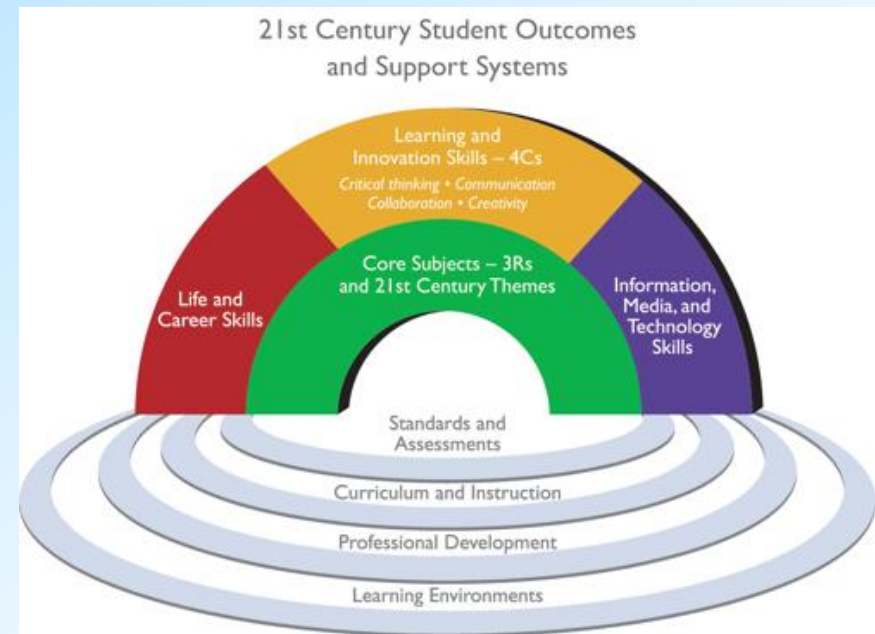 21st Century Student Outcomes
and Support Systems
Learning and
Innovation Skills – 4Cs
Critical thinking • Communication
Collaboration • Creativity
Core Subjects – 3Rs
and 21st Century Themes
Life and
Career Skills
Information,
Media, and
Technology
Skills
Standards and
Assessments
Curriculum and Instruction
Professional Development
Learning Environments